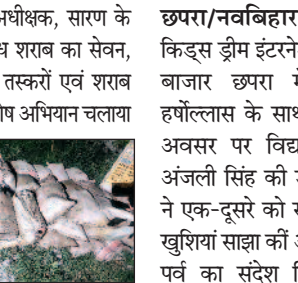 अधीक्षक, सारण के
शराब का सेवन,
तस्करों एवं शराब
अभियान चलाया
छपरा/नवबिहार
किड्स ड्रीम इंटरने
बाजार छपरा में
हर्षोल्लास के साथ
अवसर पर विद्य
अंजली सिंह की
ने एक-दूसरे को
खुशियां साझा कीं
पर्व का संदेश